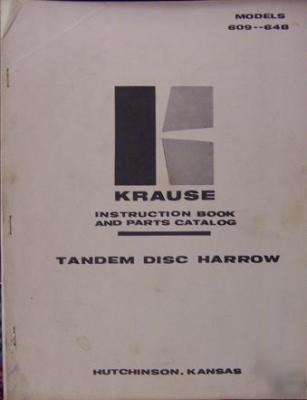 MODELS
609--648
KRAUSE
INSTRUCTION BOOK
AND PARTS CATALOG
TANDEM DISC HARROW
HUTCHINSON, KANSAS